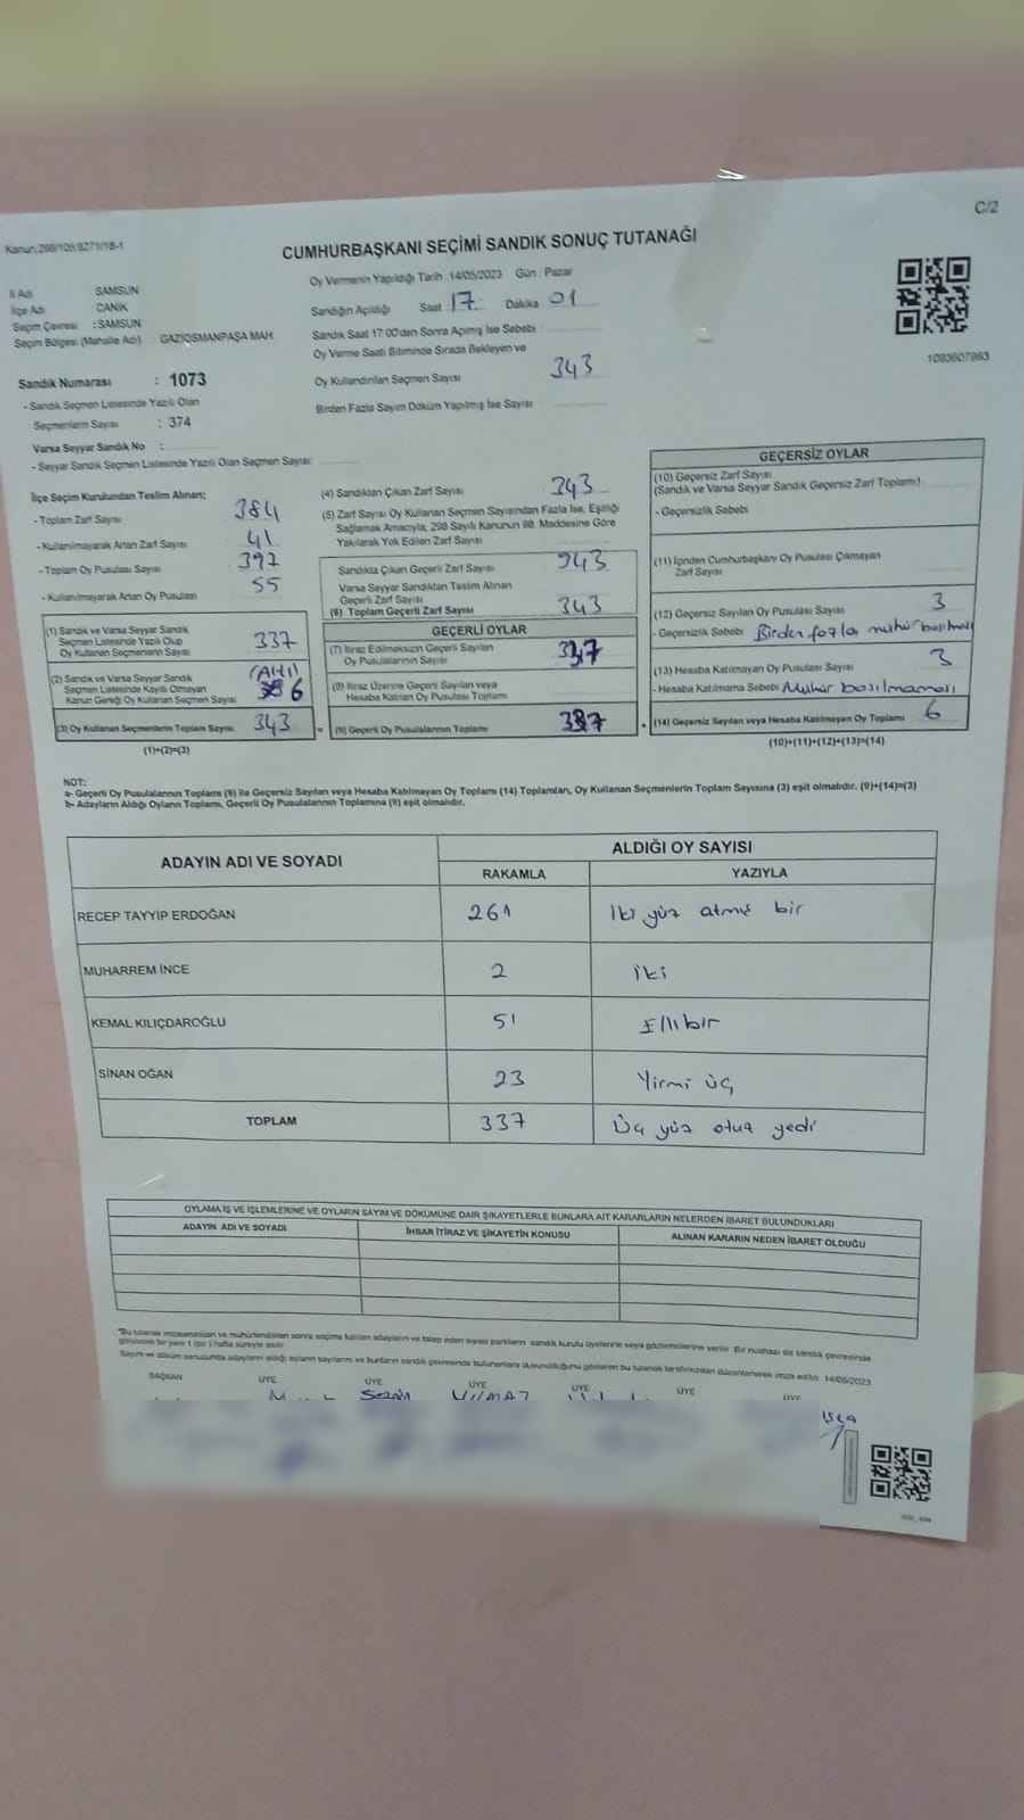 C/2
CUMHURBAŞKANI SEÇİMİ SANDIK SONUÇ TUTANAĞI
Oy Vermenin Yapıldığı Tarih : 14/05/2023 Gün : Pazar
İl Adı SAMSUN
İlçe Adı CANİK
Seçim Çevresi : SAMSUN
Seçim Bölgesi (Mahalle Adı) GAZİOSMANPAŞA MAH
Sandığın Açıldığı Saat 17 Dakika 01
Sandık Saat 17:00'den Sonra Açılmış İse Sebebi
Oy Verme Saati Bitiminde Sırada Bekleyen ve
Oy Kullandırılan Seçmen Sayısı 343
Birden Fazla Sayım Döküm Yapılmış İse Sayısı
1093607963
Sandık Numarası : 1073
- Sandık Seçmen Listesinde Yazılı Olan
Seçmenlerin Sayısı : 374
Varsa Seyyar Sandık No :
- Seyyar Sandık Seçmen Listesinde Yazılı Olan Seçmen Sayısı:
İlçe Seçim Kurulundan Teslim Alınan;
- Toplam Zarf Sayısı 384
- Kullanılmayarak Artan Zarf Sayısı 41
- Toplam Oy Pusulası Sayısı 392
- Kullanılmayarak Artan Oy Pusulası 55
(1) Sandık ve Varsa Seyyar Sandık
Seçmen Listesinde Yazılı Olup
Oy Kullanan Seçmenlerin Sayısı 337
(2) Sandık ve Varsa Seyyar Sandık
Seçmen Listesinde Kayıtlı Olmayan
Kanun Gereği Oy Kullanan Seçmen Sayısı (Altı) 6
(3) Oy Kullanan Seçmenlerin Toplam Sayısı 343
(1)+(2)=(3)
(4) Sandıktan Çıkan Zarf Sayısı 343
(5) Zarf Sayısı Oy Kullanan Seçmen Sayısından Fazla İse, Eşitliği
Sağlamak Amacıyla, 298 Sayılı Kanunun 98. Maddesine Göre
Yakılarak Yok Edilen Zarf Sayısı
Sandıkta Çıkan Geçerli Zarf Sayısı 343
Varsa Seyyar Sandıktan Teslim Alınan
Geçerli Zarf Sayısı
(6) Toplam Geçerli Zarf Sayısı 343
GEÇERLİ OYLAR
(7) İtiraz Edilmeksizin Geçerli Sayılan
Oy Pusulalarının Sayısı 337
(8) İtiraz Üzerine Geçerli Sayılan veya
Hesaba Katılan Oy Pusulası Toplamı
(9) Geçerli Oy Pusulalarının Toplamı 337
GEÇERSİZ OYLAR
(10) Geçersiz Zarf Sayısı
(Sandık ve Varsa Seyyar Sandık Geçersiz Zarf Toplamı)
- Geçersizlik Sebebi
(11) İçinden Cumhurbaşkanı Oy Pusulası Çıkmayan
Zarf Sayısı
(12) Geçersiz Sayılan Oy Pusulası Sayısı 3
- Geçersizlik Sebebi Birden fazla mühür basılması
(13) Hesaba Katılmayan Oy Pusulası Sayısı 3
- Hesaba Katılmama Sebebi Mühür basılmaması
(14) Geçersiz Sayılan veya Hesaba Katılmayan Oy Toplamı 6
(10)+(11)+(12)+(13)=(14)
NOT:
a- Geçerli Oy Pusulalarının Toplamı (9) ile Geçersiz Sayılan veya Hesaba Katılmayan Oy Toplamı (14) Toplamları, Oy Kullanan Seçmenlerin Toplam Sayısına (3) eşit olmalıdır. (9)+(14)=(3)
b- Adayların Aldığı Oyların Toplamı, Geçerli Oy Pusulalarının Toplamına (9) eşit olmalıdır.
ADAYIN ADI VE SOYADI ALDIĞI OY SAYISI
RAKAMLA YAZIYLA
RECEP TAYYİP ERDOĞAN 261 İki yüz atmış bir
MUHARREM İNCE 2 iki
KEMAL KILIÇDAROĞLU 51 Ellibir
SİNAN OĞAN 23 Yirmi üç
TOPLAM 337 Üç yüz otuz yedi
OYLAMA İŞ VE İŞLEMLERİNE VE OYLARIN SAYIM VE DÖKÜMÜNE DAİR ŞİKAYETLERLE BUNLARA AİT KARARLARIN NELERDEN İBARET BULUNDUKLARI
ADAYIN ADI VE SOYADI İHBAR İTİRAZ VE ŞİKAYETİN KONUSU ALINAN KARARIN NEDEN İBARET OLDUĞU
BAŞKAN ÜYE ÜYE ÜYE ÜYE ÜYE ÜYE